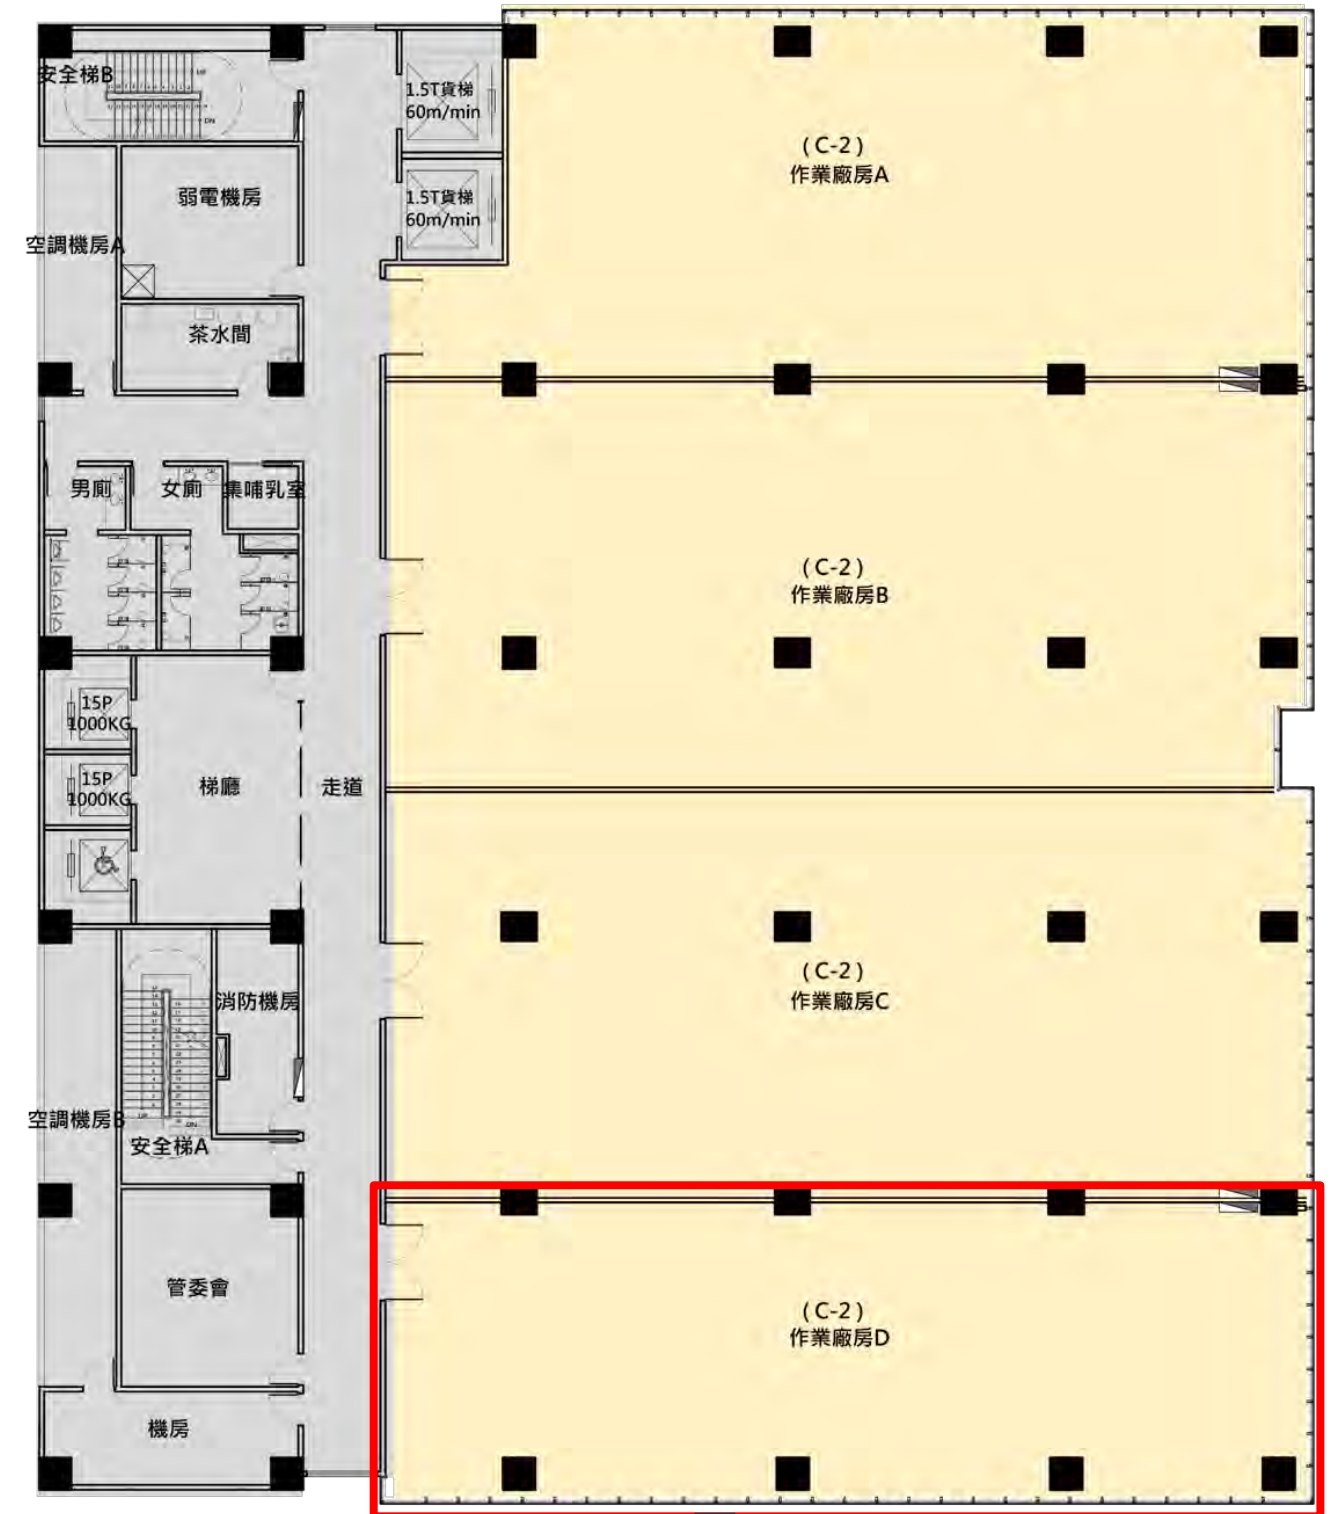 安全梯B
UP
DN
1.5T貨梯
60m/min
(C-2)
作業廠房A
弱電機房
1.5T貨梯
60m/min
空調機房A
茶水間
男廁
女廁
集哺乳室
(C-2)
作業廠房B
15P
1000KG
15P
1000KG
梯廳
走道
(C-2)
作業廠房C
消防機房
空調機房B
UP
DN
安全梯A
管委會
(C-2)
作業廠房D
機房